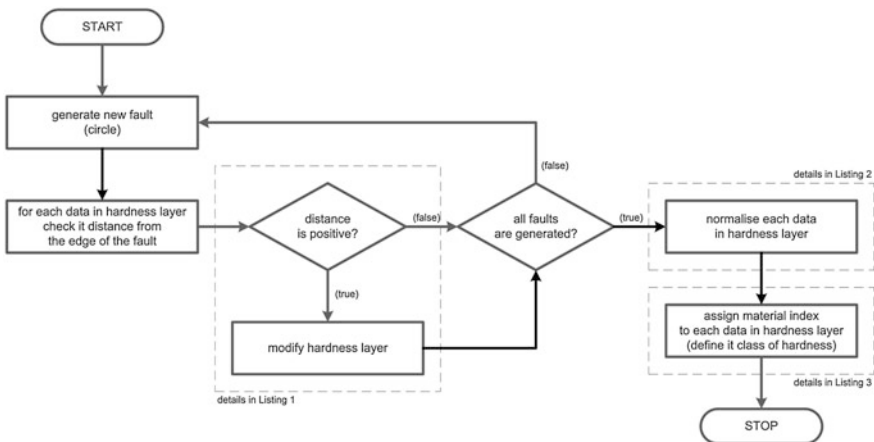 START
generate new fault
(circle)
for each data in hardness layer
check it distance from
the edge of the fault
distance
is positive?
(false)
(true)
modify hardness layer
details in Listing 1
(false)
all faults
are generated?
(true)
details in Listing 2
normalise each data
in hardness layer
assign material index
to each data in hardness layer
(define it class of hardness)
details in Listing 3
STOP